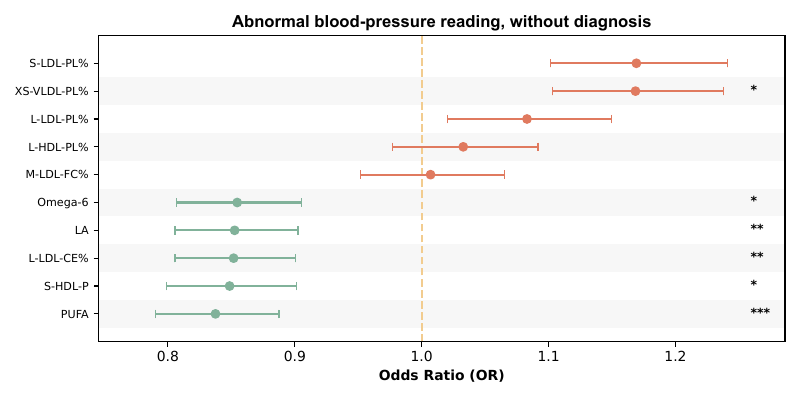 Abnormal blood-pressure reading, without diagnosis
S-LDL-PL%
XS-VLDL-PL% *
L-LDL-PL%
L-HDL-PL%
M-LDL-FC%
Omega-6 *
LA **
L-LDL-CE% **
S-HDL-P *
PUFA ***
0.8 0.9 1.0 1.1 1.2
Odds Ratio (OR)